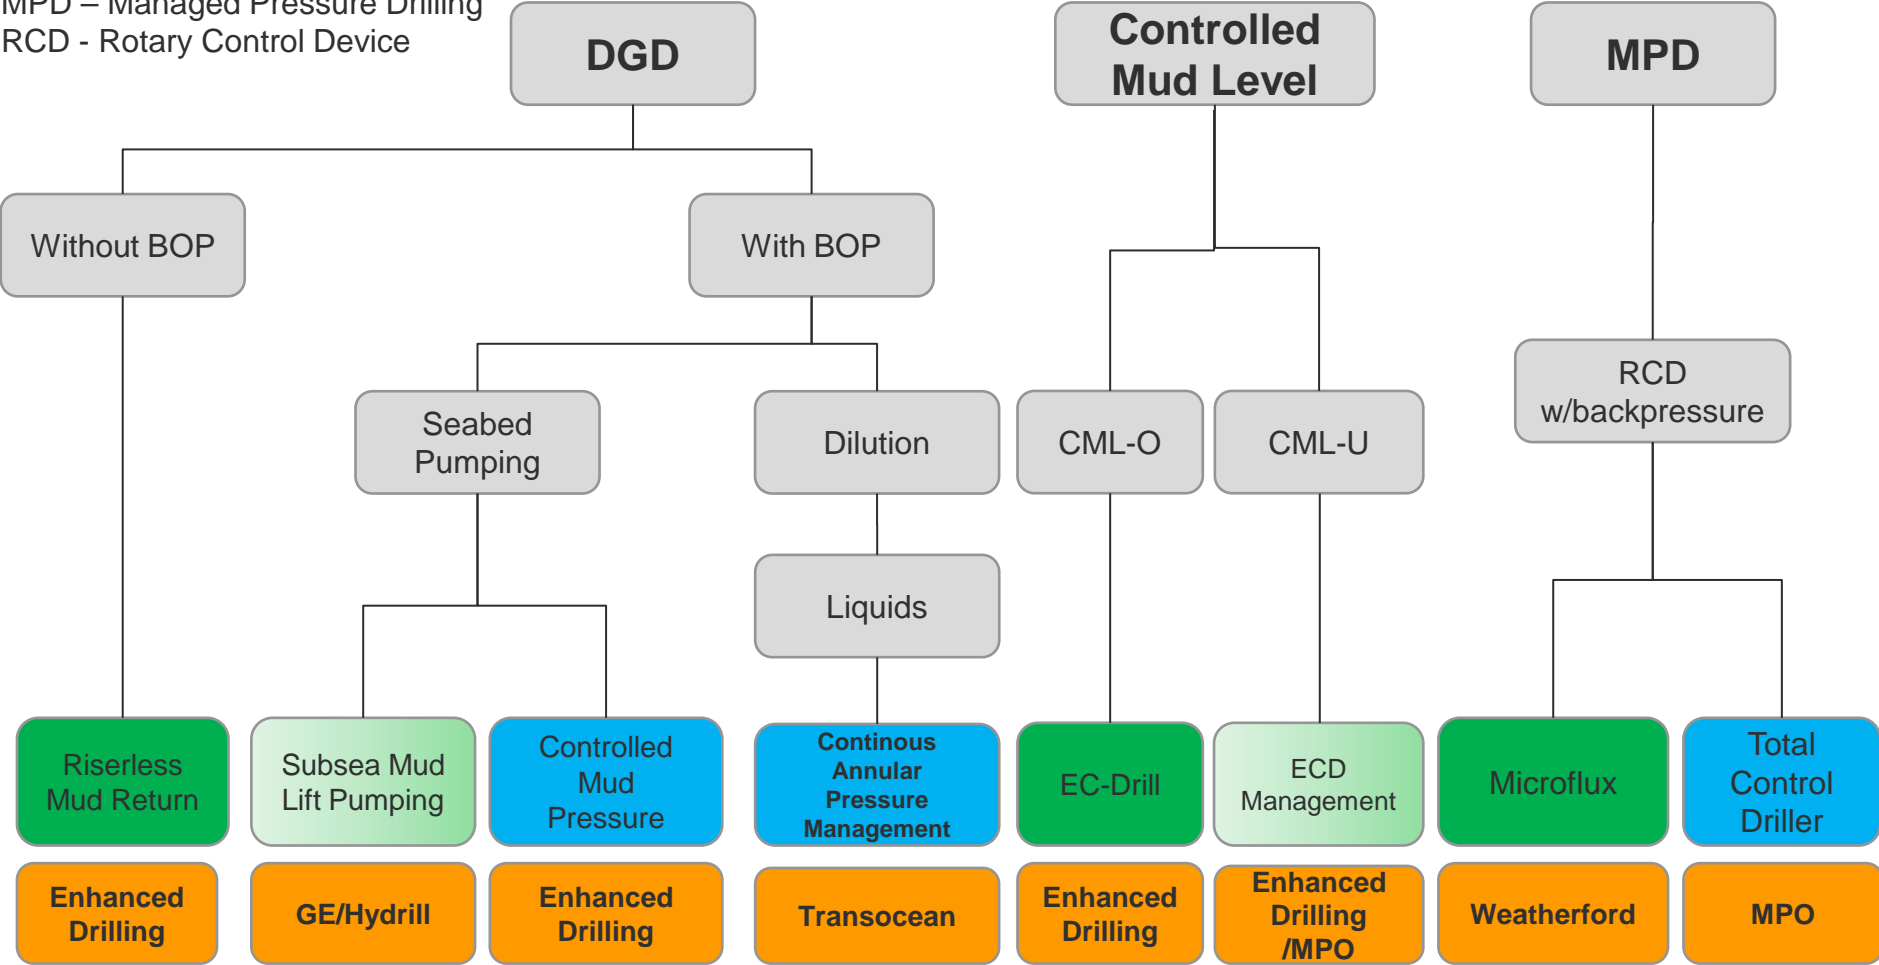 MPD – Managed Pressure Drilling
RCD - Rotary Control Device
DGD
Controlled
Mud Level
MPD
Without BOP
With BOP
RCD
w/backpressure
Seabed
Pumping
Dilution
CML-O
CML-U
Liquids
Riserless
Mud Return
Subsea Mud
Lift Pumping
Controlled
Mud
Pressure
Continous
Annular
Pressure
Management
EC-Drill
ECD
Management
Microflux
Total
Control
Driller
Enhanced
Drilling
GE/Hydrill
Enhanced
Drilling
Transocean
Enhanced
Drilling
Enhanced
Drilling
/MPO
Weatherford
MPO